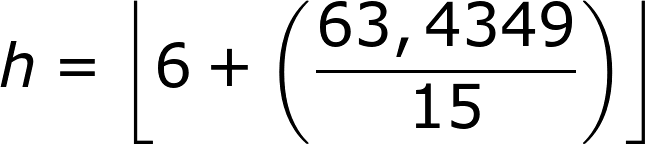 h = ⌊6 + (63,4349/15)⌋